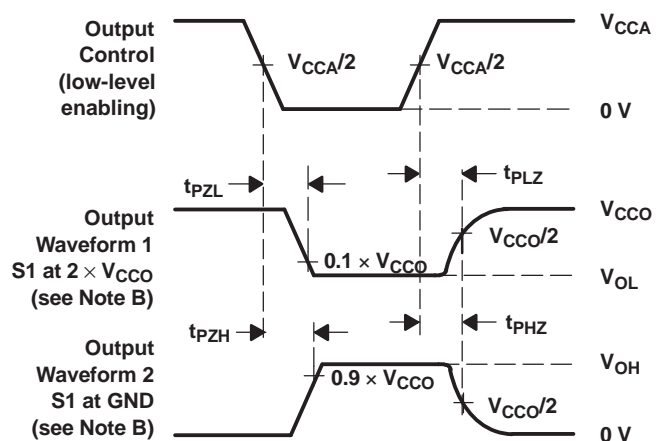 Output
Control
(low-level
enabling)
V_CCA/2
V_CCA/2
V_CCA
0 V
t_PZL
t_PLZ
Output
Waveform 1
S1 at 2 × V_CCO
(see Note B)
0.1 × V_CCO
V_CCO/2
V_CCO
V_OL
t_PZH
t_PHZ
Output
Waveform 2
S1 at GND
(see Note B)
0.9 × V_CCO
V_CCO/2
V_OH
0 V